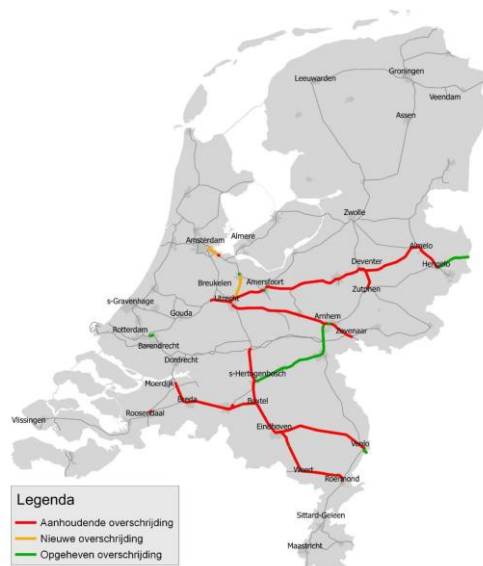 Groningen
Leeuwarden
Veendam
Assen
Zwolle
Almere
Amsterdam
Almelo
Deventer
Hengelo
Breukelen
Amersfoort
Zutphen
Utrecht
s-Gravenhage
Gouda
Arnhem
Rotterdam
Zevenaar
Barendrecht
Dordrecht
s-Hertogenbosch
Moerdijk
Breda
Boxtel
Roosendaal
Vlissingen
Eindhoven
Venlo
Weert
Roermond
Sittard-Geleen
Maastricht
Legenda
Aanhoudende overschrijding
Nieuwe overschrijding
Opgeheven overschrijding